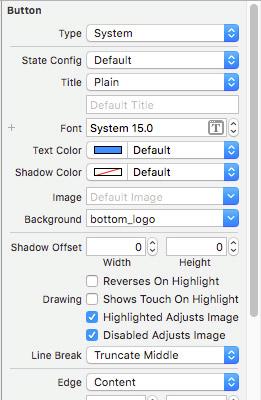 Button
Type System
State Config Default
Title Plain
Default Title
+ Font System 15.0 T
Text Color Default
Shadow Color Default
Image Default Image
Background bottom_logo
Shadow Offset 0 0
Width Height
Reverses On Highlight
Drawing Shows Touch On Highlight
Highlighted Adjusts Image
Disabled Adjusts Image
Line Break Truncate Middle
Edge Content